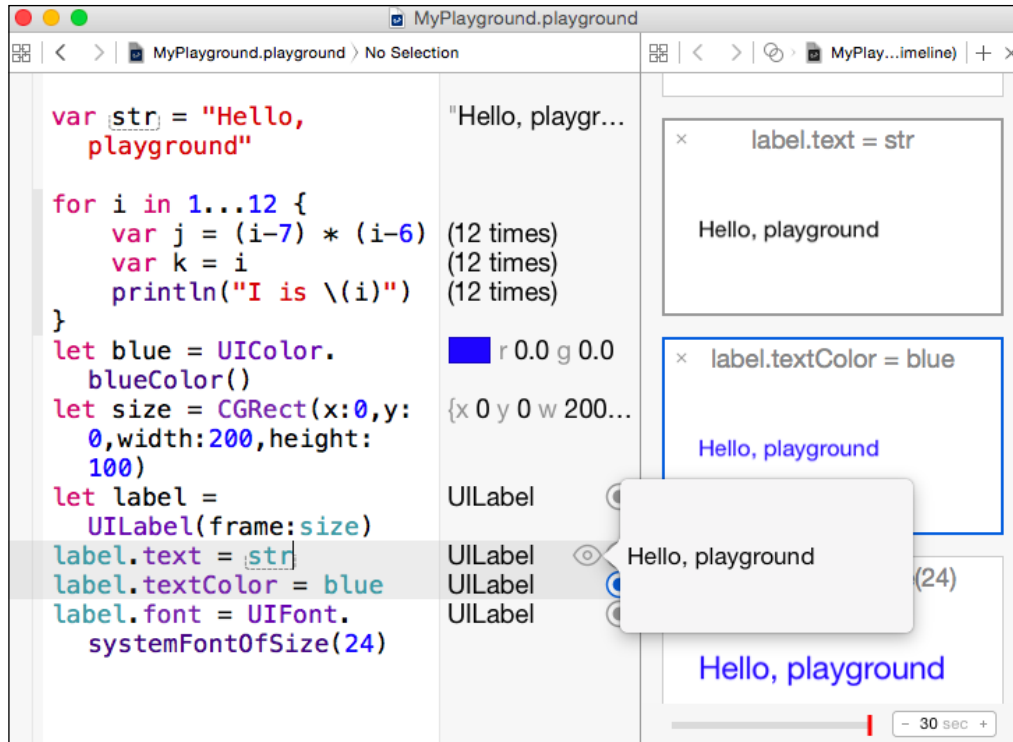 MyPlayground.playground
MyPlayground.playground 〉 No Selection
MyPlay...imeline)
var str = "Hello,
playground"
for i in 1...12 {
var j = (i-7) * (i-6)
var k = i
println("I is \(i)")
}
let blue = UIColor.
blueColor()
let size = CGRect(x:0,y:
0,width:200,height:
100)
let label =
UILabel(frame:size)
label.text = str
label.textColor = blue
label.font = UIFont.
systemFontOfSize(24)
"Hello, playgr...
(12 times)
(12 times)
(12 times)
r 0.0 g 0.0
{x 0 y 0 w 200...
UILabel
UILabel
UILabel
UILabel
Hello, playground
label.text = str
Hello, playground
label.textColor = blue
Hello, playground
(24)
Hello, playground
- 30 sec +